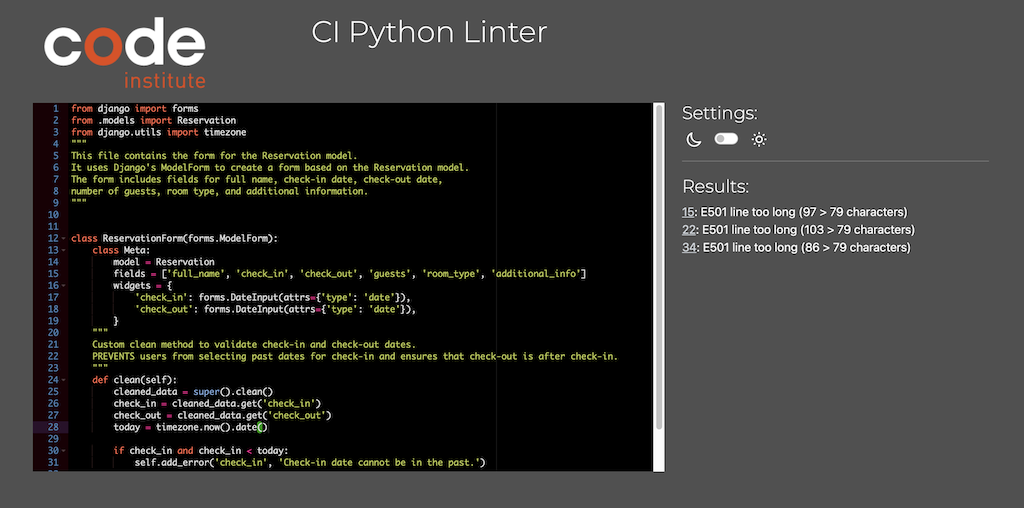 code
institute
CI Python Linter
1 from django import forms
2 from .models import Reservation
3 from django.utils import timezone
4 """
5 This file contains the form for the Reservation model.
6 It uses Django's ModelForm to create a form based on the Reservation model.
7 The form includes fields for full name, check-in date, check-out date,
8 number of guests, room type, and additional information.
9 """
10
11
12 class ReservationForm(forms.ModelForm):
13     class Meta:
14         model = Reservation
15         fields = ['full_name', 'check_in', 'check_out', 'guests', 'room_type', 'additional_info']
16         widgets = {
17             'check_in': forms.DateInput(attrs={'type': 'date'}),
18             'check_out': forms.DateInput(attrs={'type': 'date'}),
19         }
20     """
21     Custom clean method to validate check-in and check-out dates.
22     PREVENTS users from selecting past dates for check-in and ensures that check-out is after check-in.
23     """
24     def clean(self):
25         cleaned_data = super().clean()
26         check_in = cleaned_data.get('check_in')
27         check_out = cleaned_data.get('check_out')
28         today = timezone.now().date()
29
30         if check_in and check_in < today:
31             self.add_error('check_in', 'Check-in date cannot be in the past.')
Settings:
Results:
15: E501 line too long (97 > 79 characters)
22: E501 line too long (103 > 79 characters)
34: E501 line too long (86 > 79 characters)